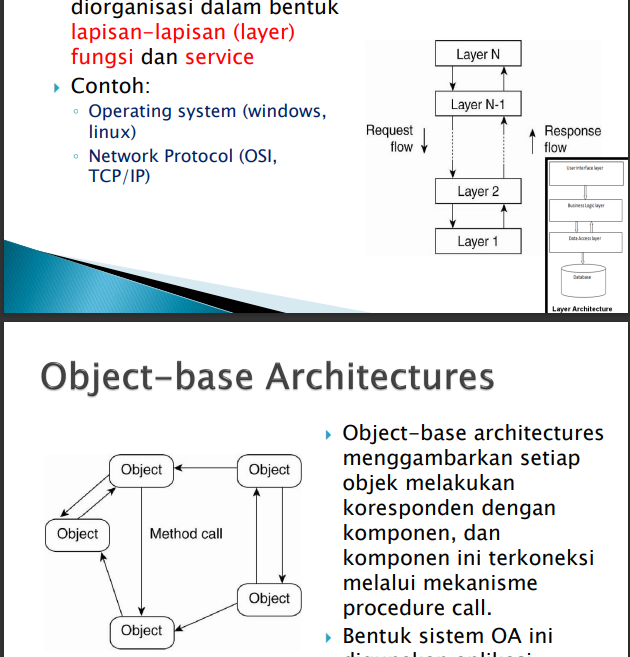 diorganisasi dalam bentuk
lapisan-lapisan (layer)
fungsi dan service
Contoh:
Operating system (windows,
linux)
Network Protocol (OSI,
TCP/IP)
Layer N
Layer N-1
Request
flow
Response
flow
Layer 2
Layer 1
User Interface layer
Business Logic layer
Data Access layer
Database
Layer Architecture
Object-base Architectures
Object
Object
Object
Method call
Object
Object
Object-base architectures
menggambarkan setiap
objek melakukan
koresponden dengan
komponen, dan
komponen ini terkoneksi
melalui mekanisme
procedure call.
Bentuk sistem OA ini